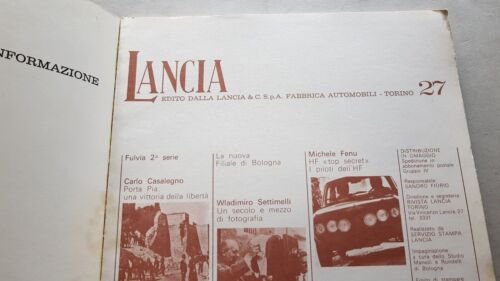 NFORMAZIONE
LANCIA
EDITO DALLA LANCIA & C. S.p.A. FABBRICA AUTOMOBILI - TORINO 27
Fulvia 2ª serie
Carlo Casalegno
Porta Pia:
una vittoria della libertà
La nuova
Filiale di Bologna
Wladimiro Settimelli
Un secolo e mezzo
di fotografia
Michele Fenu
HF «top secret»
I piloti dell'HF
DISTRIBUZIONE
IN OMAGGIO
Spedizione in
abbonamento postale
Gruppo IV
Responsabile
SANDRO FIORIO
Direzione e segreteria
RIVISTA LANCIA
TORINO
Via Vincenzo Lancia 27
tel. 3331
Realizzato da
SERVIZIO STAMPA
LANCIA
Impaginazione
a cura dello Studio